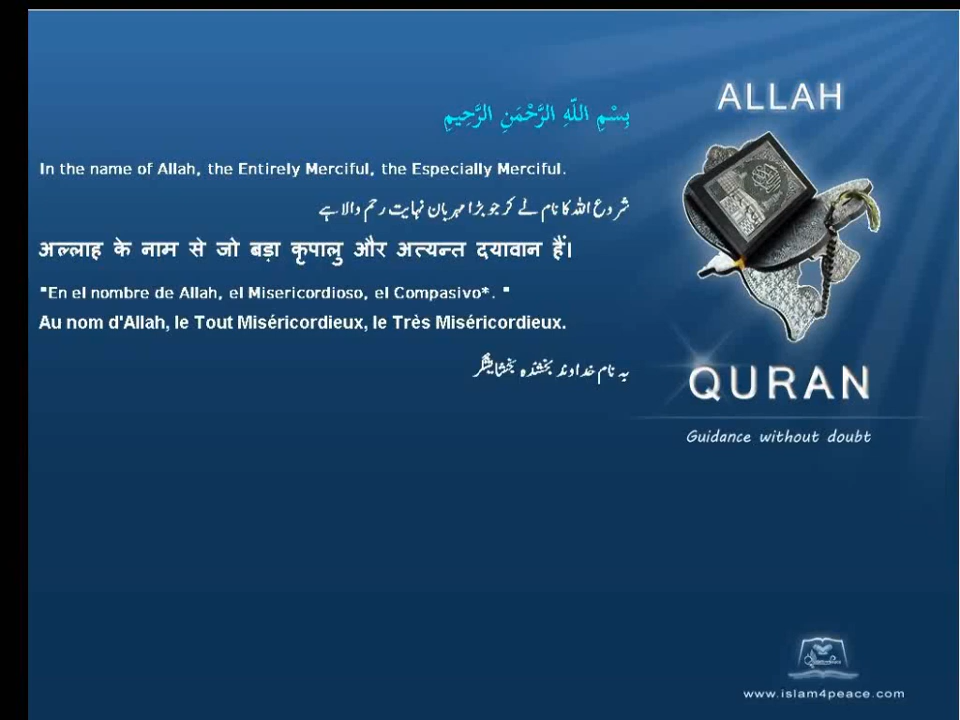 بِسْمِ اللَّهِ الرَّحْمَنِ الرَّحِيمِ
In the name of Allah, the Entirely Merciful, the Especially Merciful.
شروع الله کا نام لے کر جو بڑا مہربان نہایت رحم والا ہے
अल्लाह के नाम से जो बड़ा कृपालु और अत्यन्त दयावान हैं।
"En el nombre de Allah, el Misericordioso, el Compasivo*. "
Au nom d'Allah, le Tout Miséricordieux, le Très Miséricordieux.
به نام خداوند بخشنده بخشایشگر
ALLAH
QURAN
Guidance without doubt
www.islam4peace.com